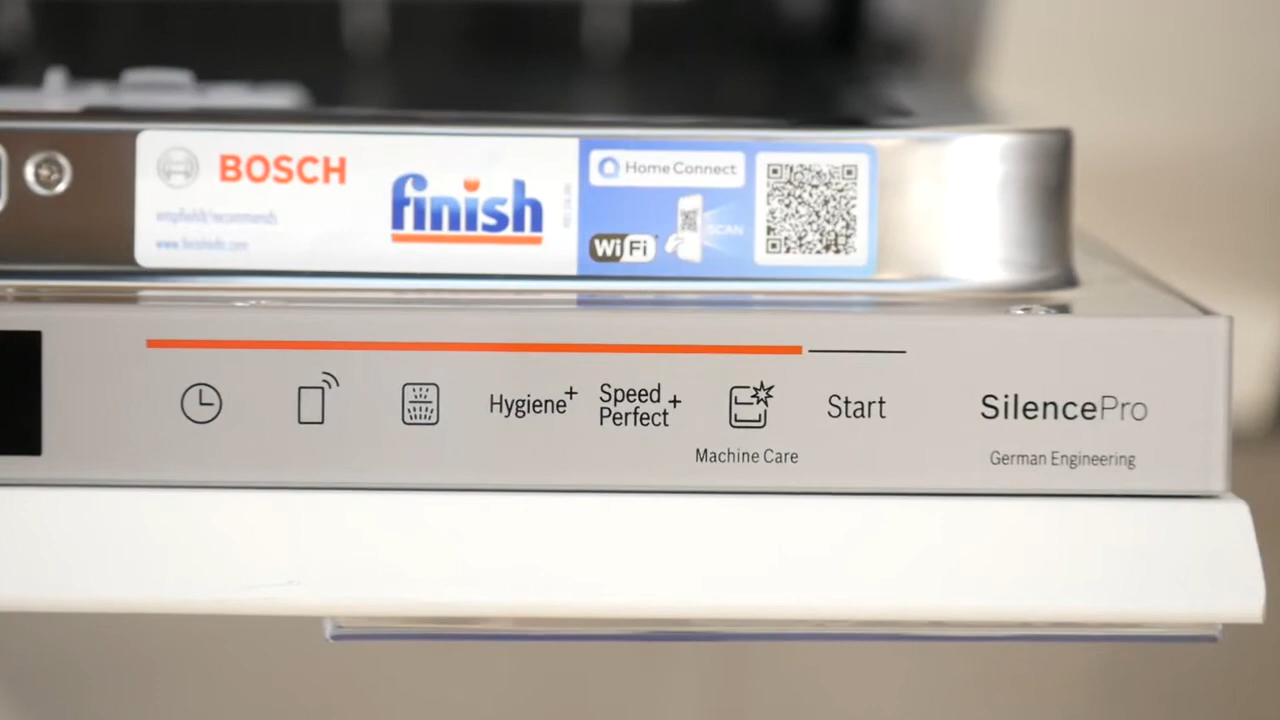 BOSCH
finish
Home Connect
WiFi
SCAN
Hygiene+
Speed
Perfect+
Machine Care
Start
SilencePro
German Engineering